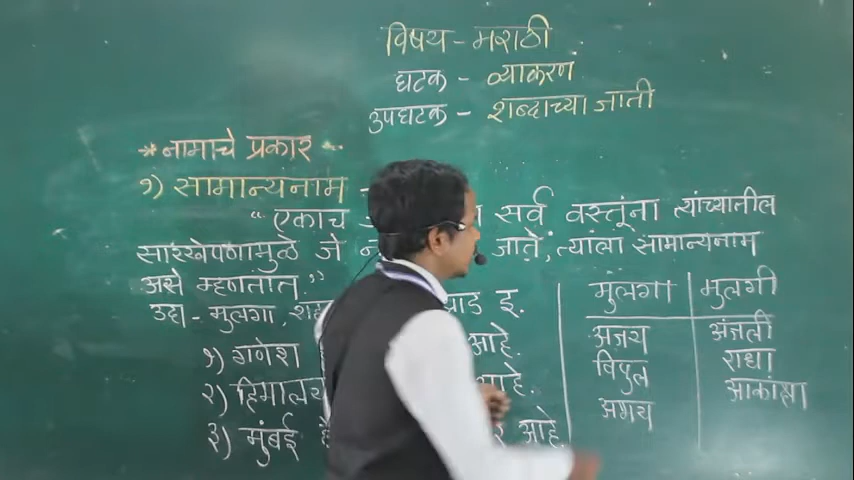 विषय - मराठी
घटक - व्याकरण
उपघटक - शब्दाच्या जाती
* नामाचे प्रकार *
१) सामान्यनाम -
" एकाच सर्व वस्तूंना त्यांच्यातील
सारखेपणामुळे जे जाते, त्याला सामान्यनाम
असे म्हणतात."
उदा - मुलगा, झाड इ.
१) गणेश आहे.
२) हिमालय आहे.
३) मुंबई हे आहे.
मुलगा मुलगी
अजय अंजली
विपुल राधा
अभय आकांक्षा